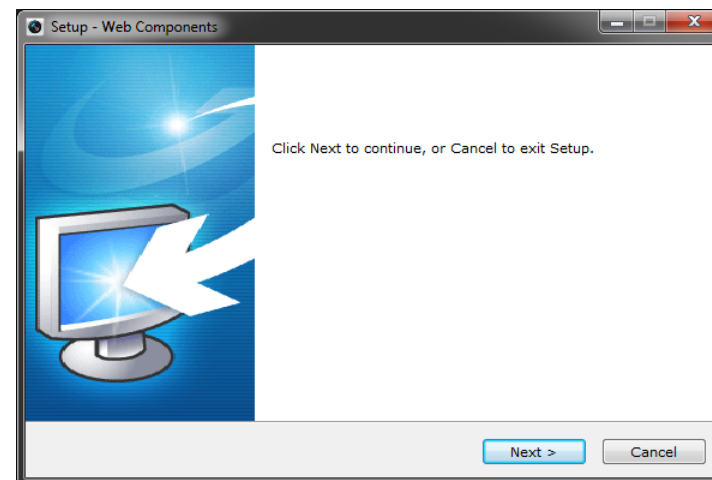 Setup - Web Components
Click Next to continue, or Cancel to exit Setup.
Next >
Cancel